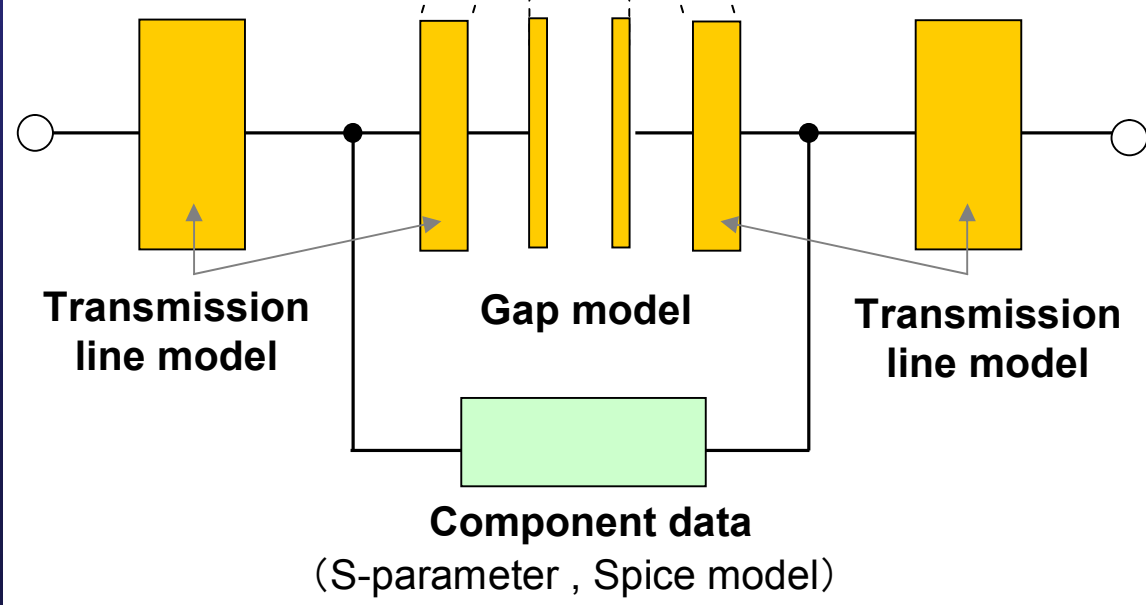 Transmission
line model
Gap model
Transmission
line model
Component data
（S-parameter , Spice model）